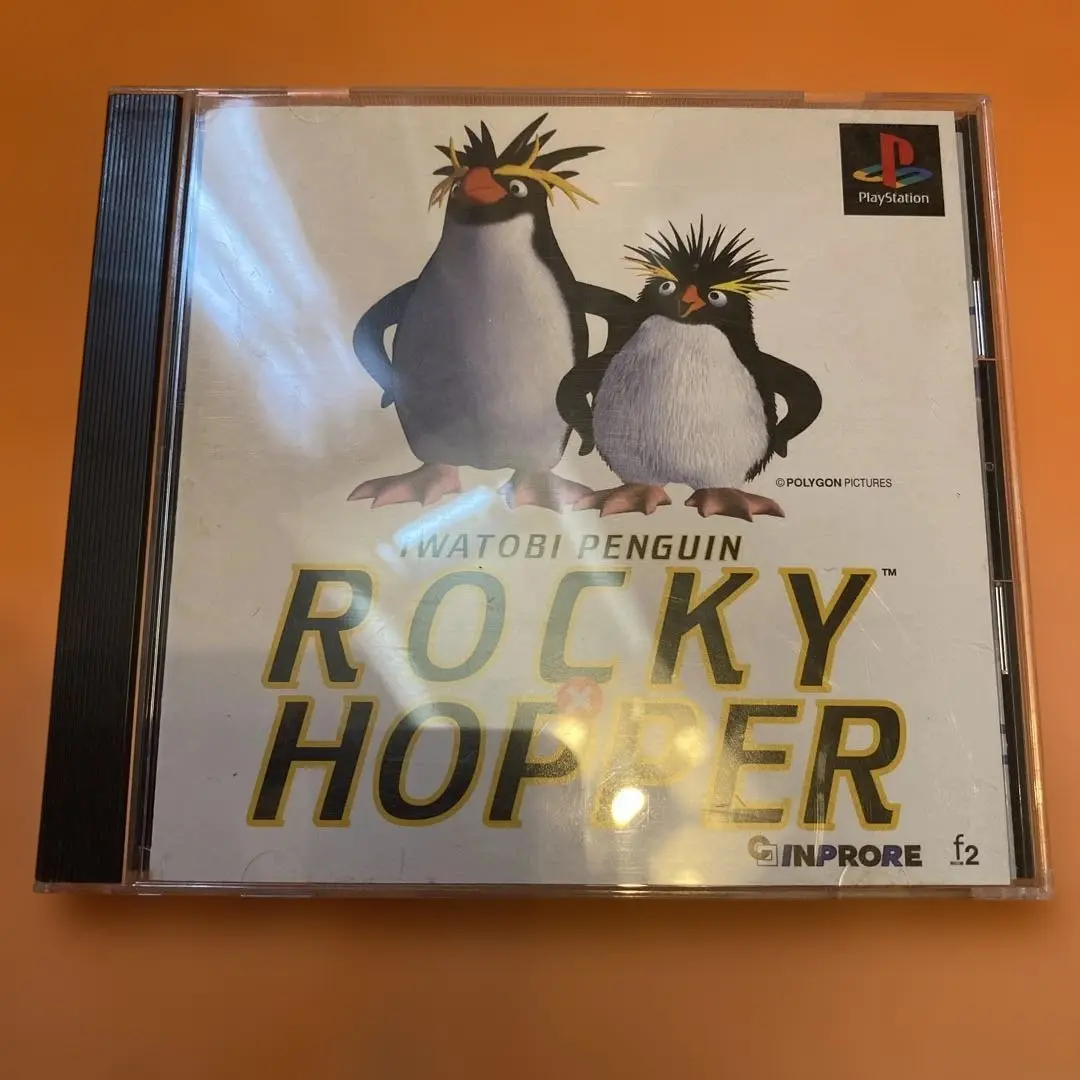 PlayStation
©POLYGON PICTURES
IWATOBI PENGUIN
ROCKY™
×
HOPPER
INPRORE
f2